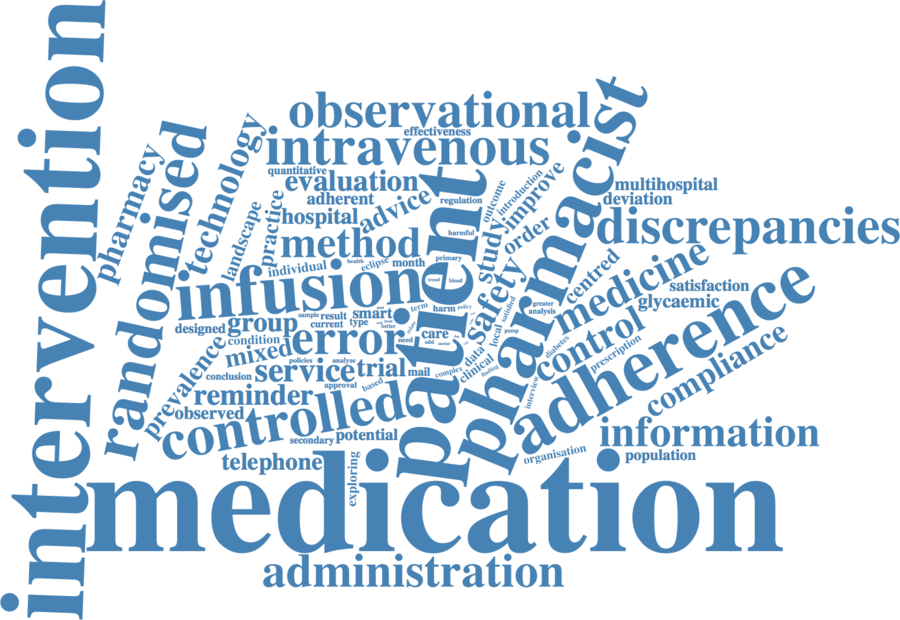 intervention
medication
patient
pharmacist
adherence
infusion
randomised
controlled
error
observational
intravenous
discrepancies
administration
information
effectiveness
quantitative
evaluation
adherent
hospital
advice
method
regulation
harmful
individual
health
eclipse
month
primary
pharmacy
technology
landscape
practice
outcome
introduction
improve
study
order
safety
multihospital
deviation
centred
medicine
satisfaction
glycaemic
control
compliance
prescription
diabetes
greater
analysis
satisfied
local
pump
policy
harm
term
trend
blood
smart
sample
result
current
type
better
need
care
odd
designed
group
condition
mixed
prevalence
policies
analyse
service
trial
mail
conclusion
approval
based
reminder
observed
secondary
potential
telephone
exploring
complex
data
clinical
finding
interview
organisation
population